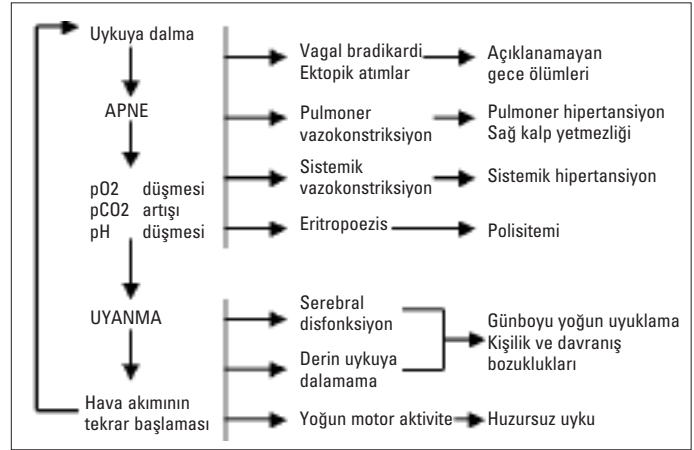 Uykuya dalma
APNE
pO2 düşmesi
pCO2 artışı
pH düşmesi
UYANMA
Hava akımının
tekrar başlaması
Vagal bradikardi
Ektopik atımlar
Açıklanamayan
gece ölümleri
Pulmoner
vazokonstriksiyon
Pulmoner hipertansiyon
Sağ kalp yetmezliği
Sistemik
vazokonstriksiyon
Sistemik hipertansiyon
Eritropoezis
Polisitemi
Serebral
disfonksiyon
Derin uykuya
dalamama
Günboyu yoğun uyuklama
Kişilik ve davranış
bozuklukları
Yoğun motor aktivite
Huzursuz uyku